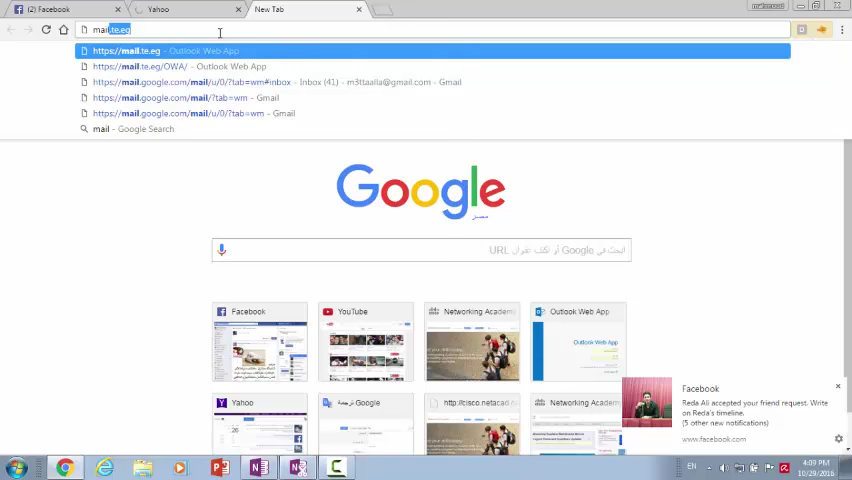 (2) Facebook
Yahoo
New Tab
mahmoud
mail.te.eg
https://mail.te.eg - Outlook Web App
https://mail.te.eg/OWA/ - Outlook Web App
https://mail.google.com/mail/u/0/?tab=wm#inbox - Inbox (41) - m3ttaalla@gmail.com - Gmail
https://mail.google.com/mail/?tab=wm - Gmail
https://mail.google.com/mail/u/0/?tab=wm - Gmail
mail - Google Search
Google
مصر
ابحث في Google أو اكتب عنوان URL
Facebook
YouTube
Networking Academ
Outlook Web App
Yahoo
ترجمة Google
http://cisco.netacad
Networking Academ
Facebook
Reda Ali accepted your friend request. Write
on Reda's timeline.
(5 other new notifications)
www.facebook.com
EN
4:09 PM
10/29/2016